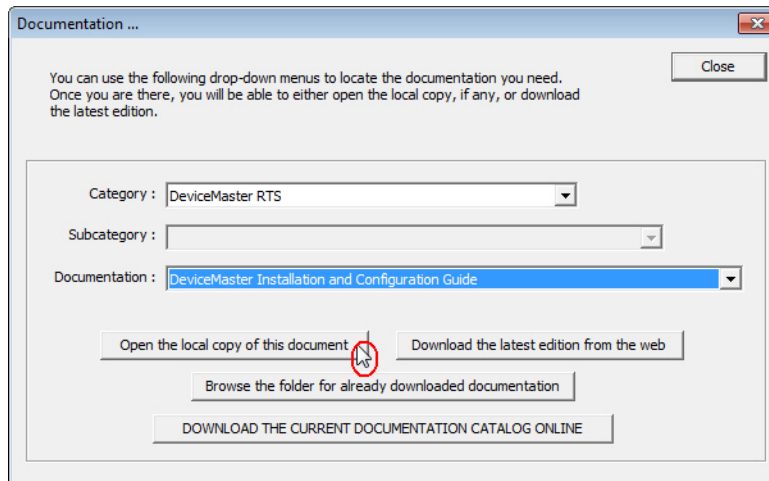 Documentation ...
Close
You can use the following drop-down menus to locate the documentation you need.
Once you are there, you will be able to either open the local copy, if any, or download
the latest edition.
Category : DeviceMaster RTS
Subcategory :
Documentation : DeviceMaster Installation and Configuration Guide
Open the local copy of this document Download the latest edition from the web
Browse the folder for already downloaded documentation
DOWNLOAD THE CURRENT DOCUMENTATION CATALOG ONLINE